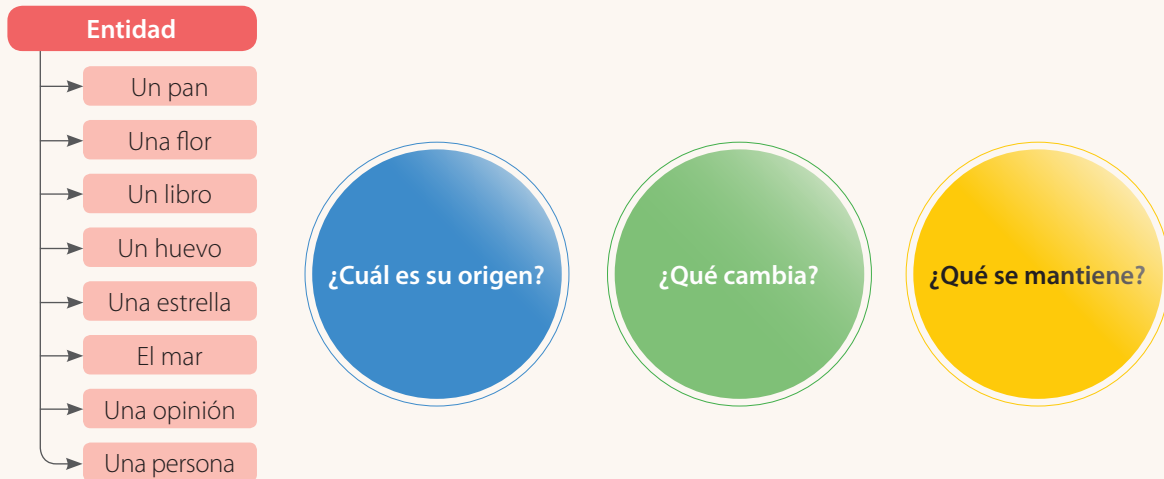 Entidad
Un pan
Una flor
Un libro
Un huevo
Una estrella
El mar
Una opinión
Una persona
¿Cuál es su origen?
¿Qué cambia?
¿Qué se mantiene?